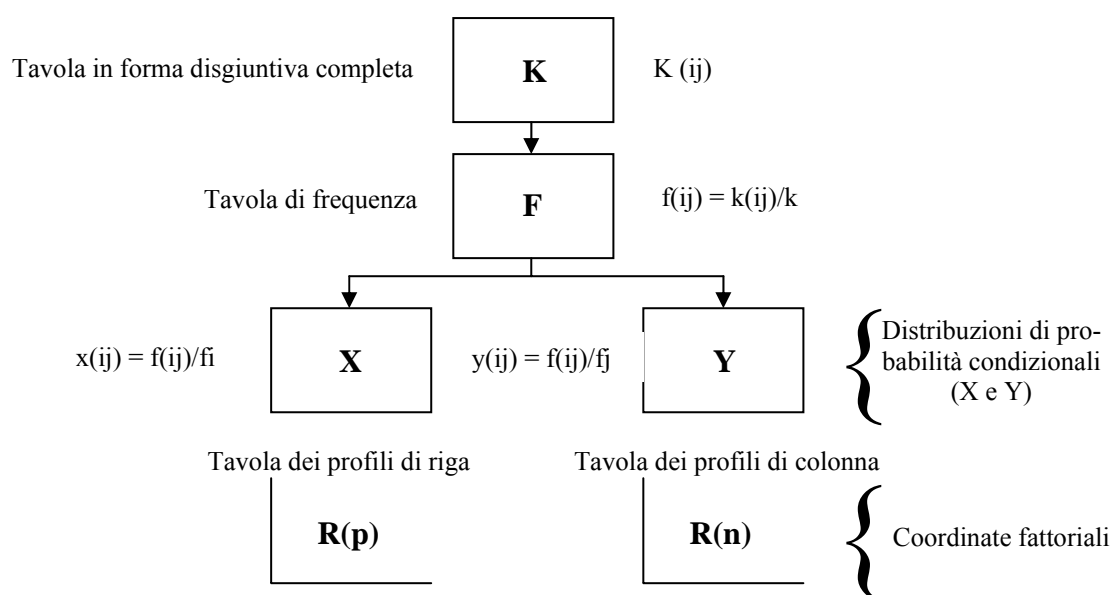 Tavola in forma disgiuntiva completa
K
K (ij)
Tavola di frequenza
F
f(ij) = k(ij)/k
x(ij) = f(ij)/fi
X
y(ij) = f(ij)/fj
Y
Distribuzioni di pro-
babilità condizionali
(X e Y)
Tavola dei profili di riga
Tavola dei profili di colonna
R(p)
R(n)
Coordinate fattoriali